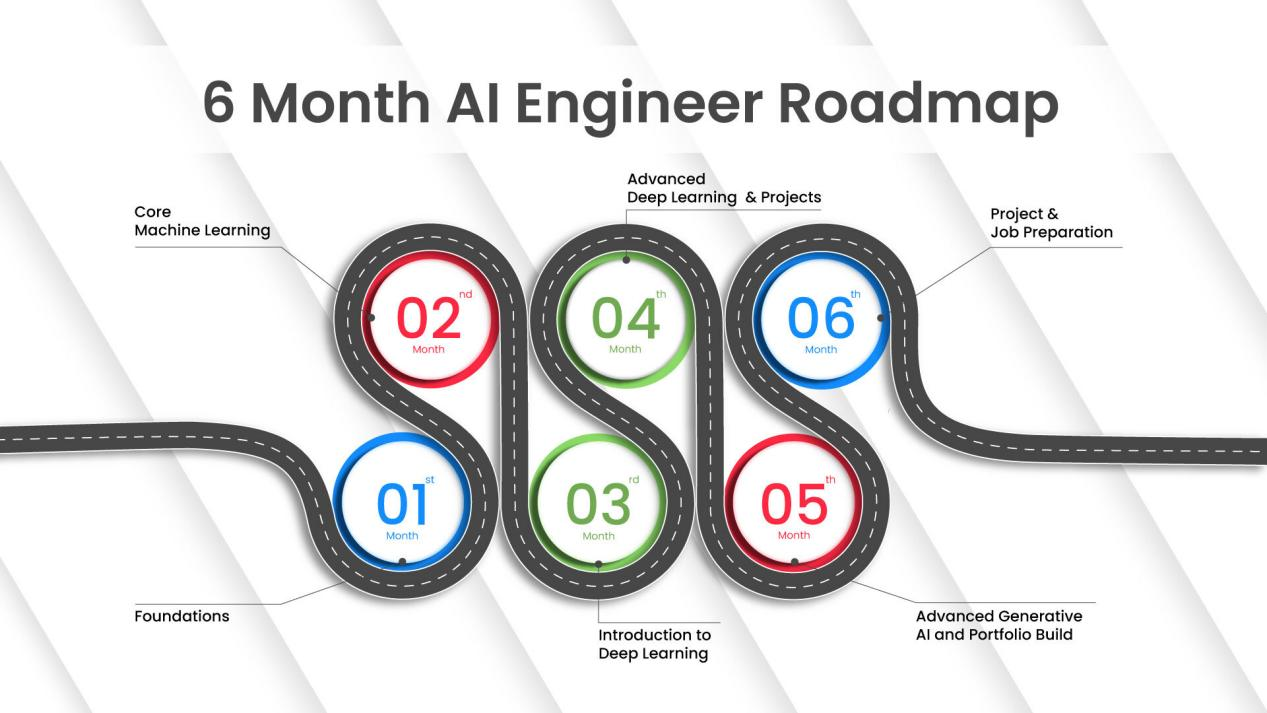 6 Month AI Engineer Roadmap
Core
Machine Learning
Advanced
Deep Learning & Projects
Project &
Job Preparation
02nd
Month
04th
Month
06th
Month
01st
Month
03rd
Month
05th
Month
Foundations
Introduction to
Deep Learning
Advanced Generative
AI and Portfolio Build